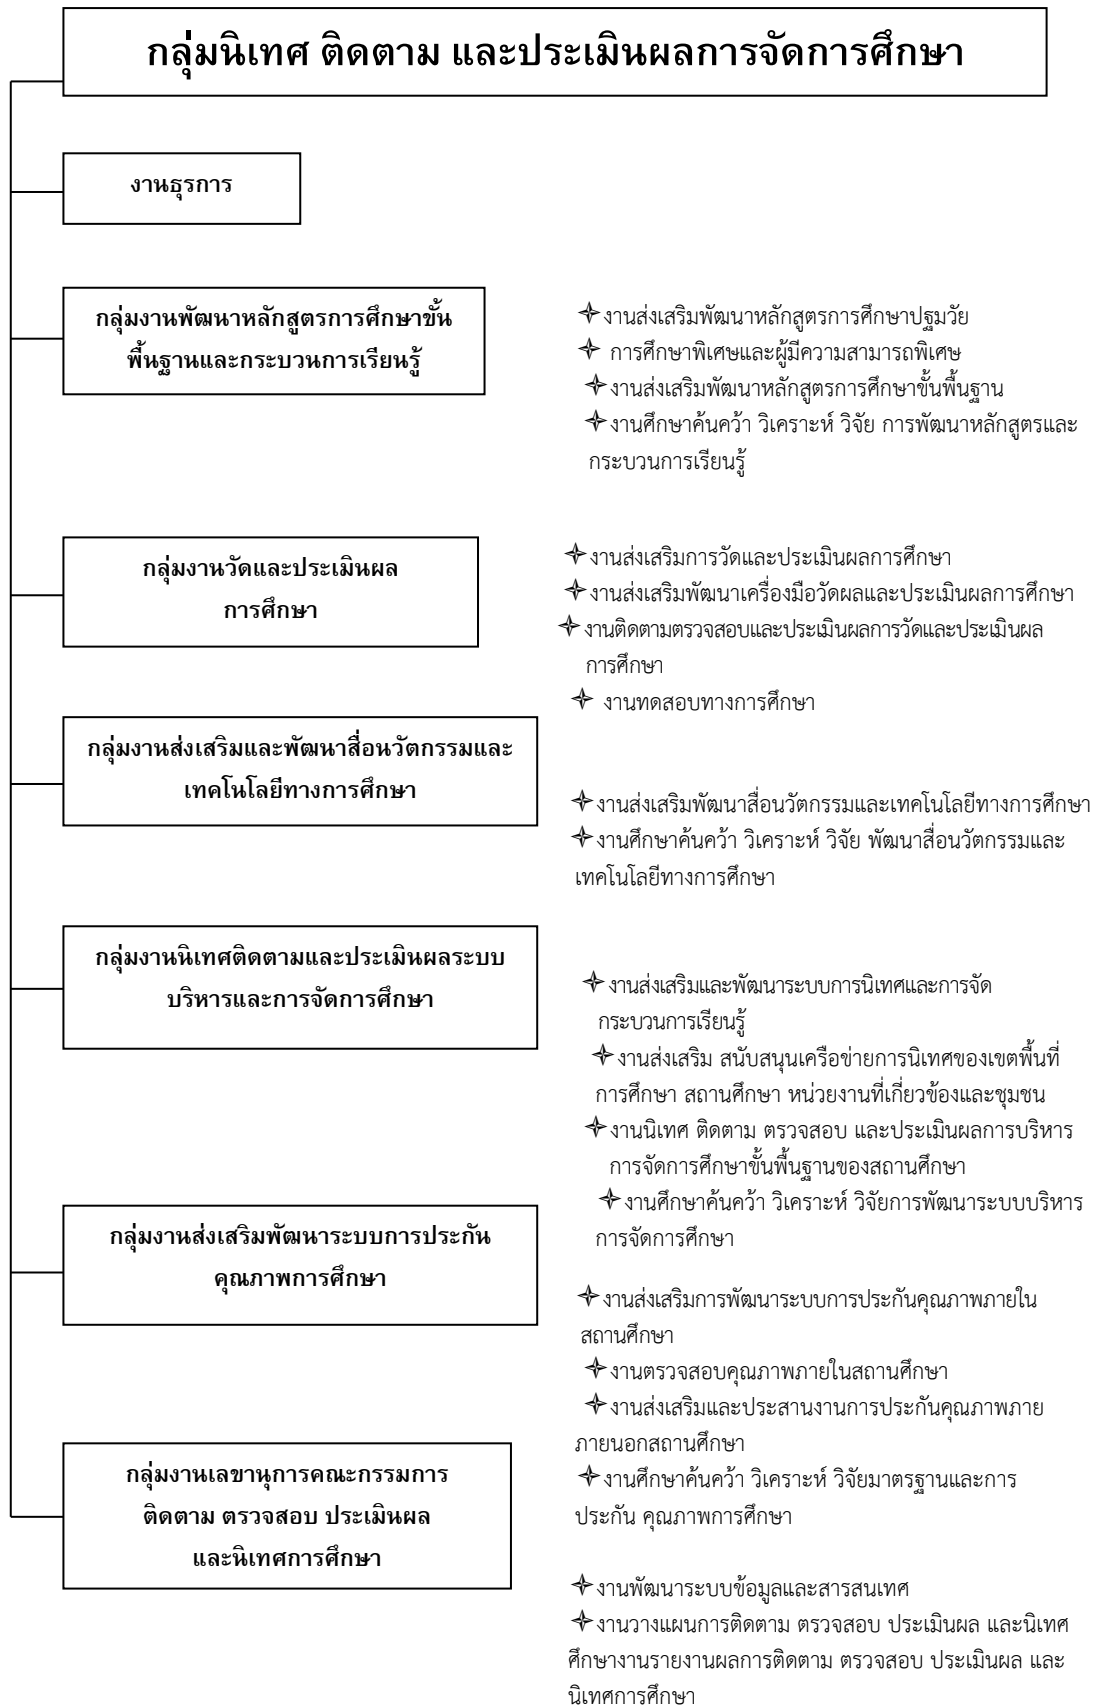 กลุ่มนิเทศ ติดตาม และประเมินผลการจัดการศึกษา
งานธุรการ
กลุ่มงานพัฒนาหลักสูตรการศึกษาขั้น
พื้นฐานและกระบวนการเรียนรู้
งานส่งเสริมพัฒนาหลักสูตรการศึกษาปฐมวัย
การศึกษาพิเศษและผู้มีความสามารถพิเศษ
งานส่งเสริมพัฒนาหลักสูตรการศึกษาขั้นพื้นฐาน
งานศึกษาค้นคว้า วิเคราะห์ วิจัย การพัฒนาหลักสูตรและ
กระบวนการเรียนรู้
กลุ่มงานวัดและประเมินผล
การศึกษา
งานส่งเสริมการวัดและประเมินผลการศึกษา
งานส่งเสริมพัฒนาเครื่องมือวัดผลและประเมินผลการศึกษา
งานติดตามตรวจสอบและประเมินผลการวัดและประเมินผล
การศึกษา
งานทดสอบทางการศึกษา
กลุ่มงานส่งเสริมและพัฒนาสื่อนวัตกรรมและ
เทคโนโลยีทางการศึกษา
งานส่งเสริมพัฒนาสื่อนวัตกรรมและเทคโนโลยีทางการศึกษา
งานศึกษาค้นคว้า วิเคราะห์ วิจัย พัฒนาสื่อนวัตกรรมและ
เทคโนโลยีทางการศึกษา
กลุ่มงานนิเทศติดตามและประเมินผลระบบ
บริหารและการจัดการศึกษา
งานส่งเสริมและพัฒนาระบบการนิเทศและการจัด
กระบวนการเรียนรู้
งานส่งเสริม สนับสนุนเครือข่ายการนิเทศของเขตพื้นที่
การศึกษา สถานศึกษา หน่วยงานที่เกี่ยวข้องและชุมชน
งานนิเทศ ติดตาม ตรวจสอบ และประเมินผลการบริหาร
การจัดการศึกษาขั้นพื้นฐานของสถานศึกษา
งานศึกษาค้นคว้า วิเคราะห์ วิจัยการพัฒนาระบบบริหาร
การจัดการศึกษา
กลุ่มงานส่งเสริมพัฒนาระบบการประกัน
คุณภาพการศึกษา
งานส่งเสริมการพัฒนาระบบการประกันคุณภาพภายใน
สถานศึกษา
งานตรวจสอบคุณภาพภายในสถานศึกษา
งานส่งเสริมและประสานงานการประกันคุณภาพภาย
ภายนอกสถานศึกษา
งานศึกษาค้นคว้า วิเคราะห์ วิจัยมาตรฐานและการ
ประกัน คุณภาพการศึกษา
กลุ่มงานเลขานุการคณะกรรมการ
ติดตาม ตรวจสอบ ประเมินผล
และนิเทศการศึกษา
งานพัฒนาระบบข้อมูลและสารสนเทศ
งานวางแผนการติดตาม ตรวจสอบ ประเมินผล และนิเทศ
ศึกษางานรายงานผลการติดตาม ตรวจสอบ ประเมินผล และ
นิเทศการศึกษา